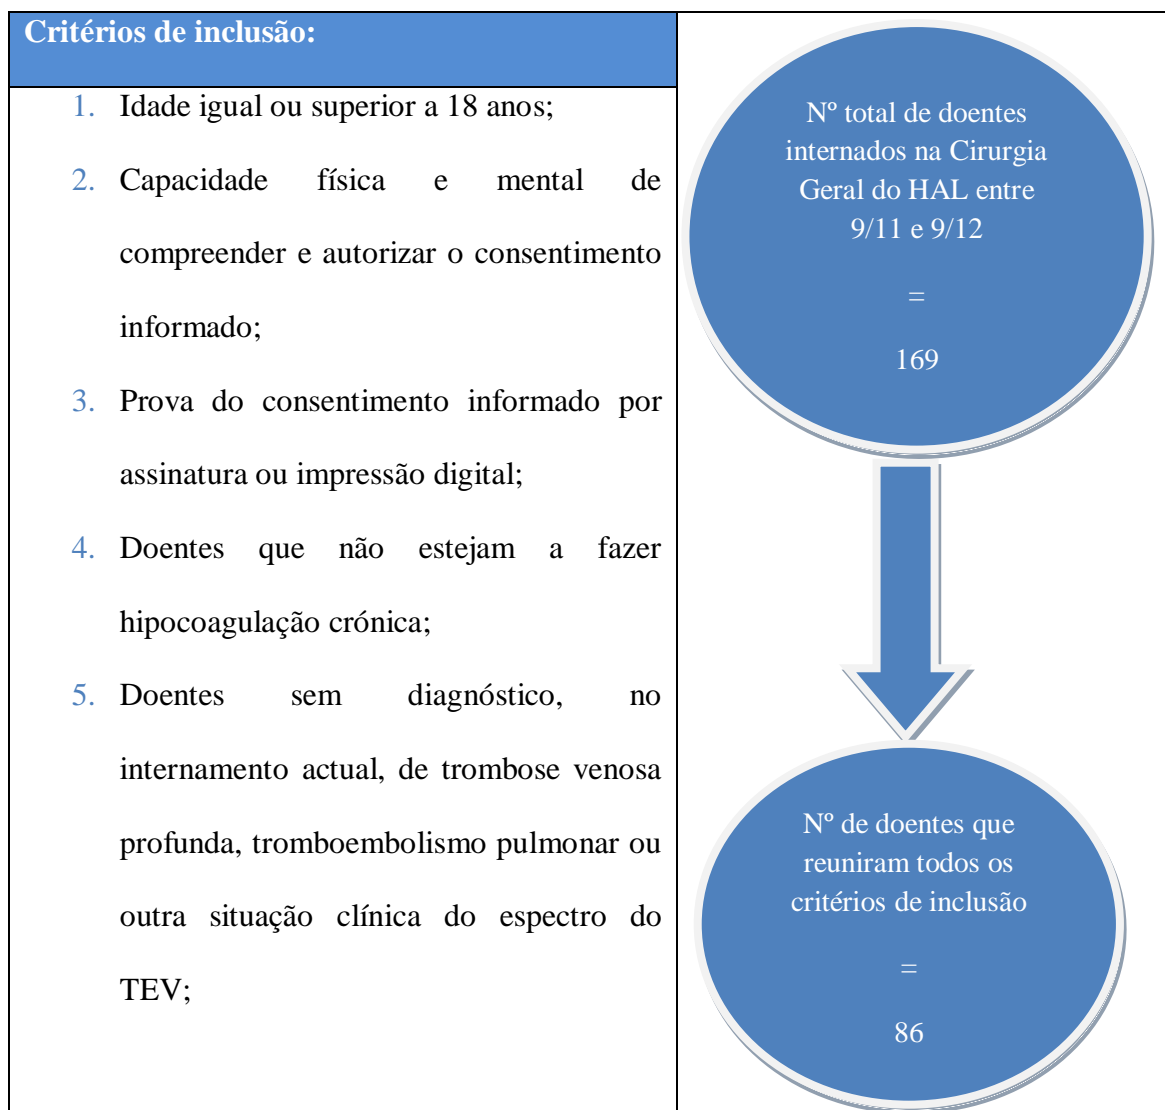 Critérios de inclusão:
1. Idade igual ou superior a 18 anos;
2. Capacidade física e mental de
compreender e autorizar o consentimento
informado;
3. Prova do consentimento informado por
assinatura ou impressão digital;
4. Doentes que não estejam a fazer
hipocoagulação crónica;
5. Doentes sem diagnóstico, no
internamento actual, de trombose venosa
profunda, tromboembolismo pulmonar ou
outra situação clínica do espectro do
TEV;
Nº total de doentes
internados na Cirurgia
Geral do HAL entre
9/11 e 9/12
=
169
Nº de doentes que
reuniram todos os
critérios de inclusão
=
86